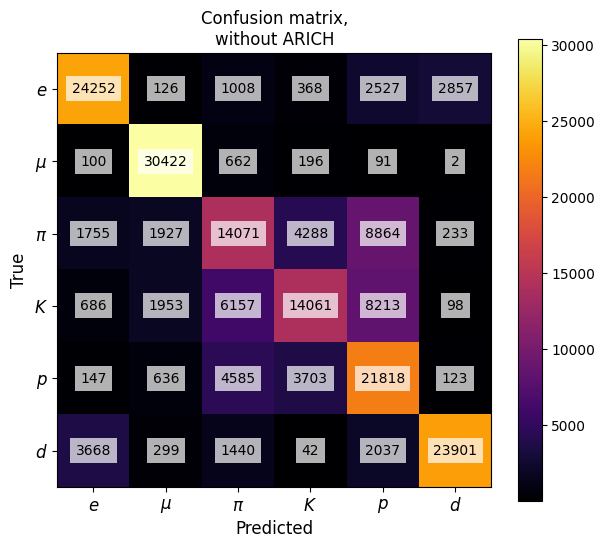 Confusion matrix,
without ARICH
True
e 24252 126 1008 368 2527 2857
μ 100 30422 662 196 91 2
π 1755 1927 14071 4288 8864 233
K 686 1953 6157 14061 8213 98
p 147 636 4585 3703 21818 123
d 3668 299 1440 42 2037 23901
e μ π K p d
Predicted
30000
25000
20000
15000
10000
5000